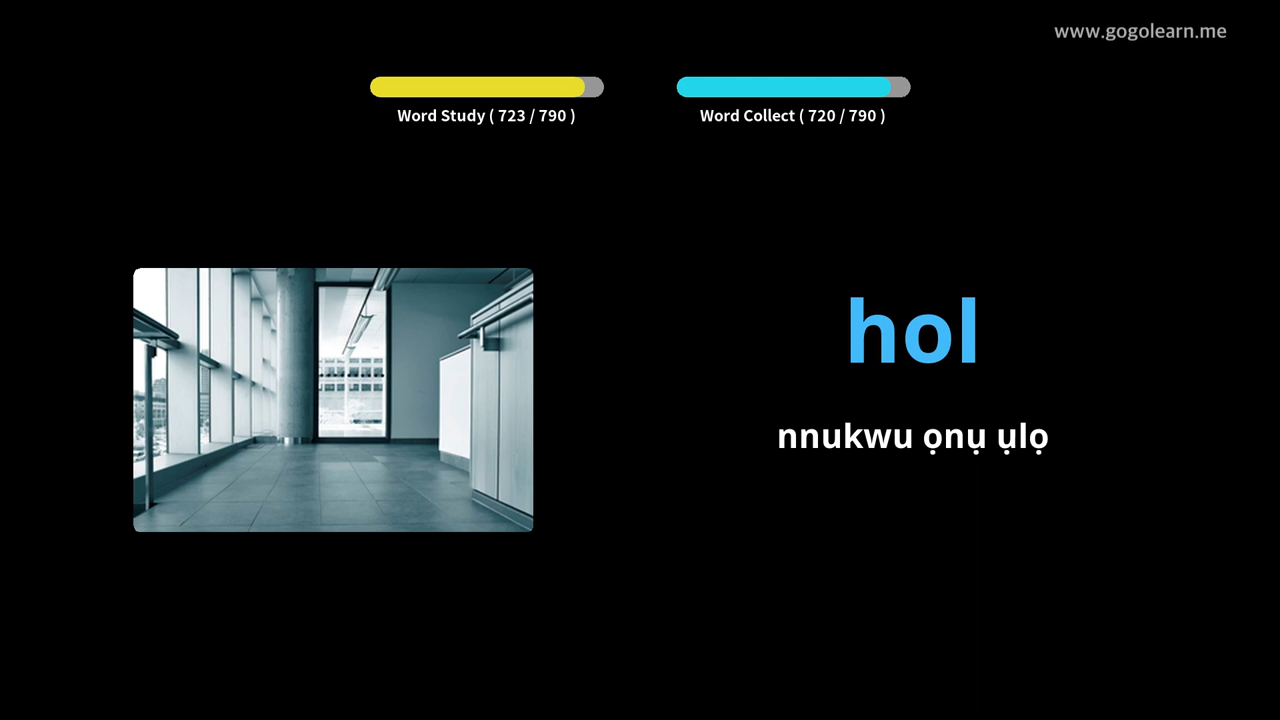 www.gogolearn.me
Word Study ( 723 / 790 )
Word Collect ( 720 / 790 )
hol
nnukwu ọnụ ụlọ